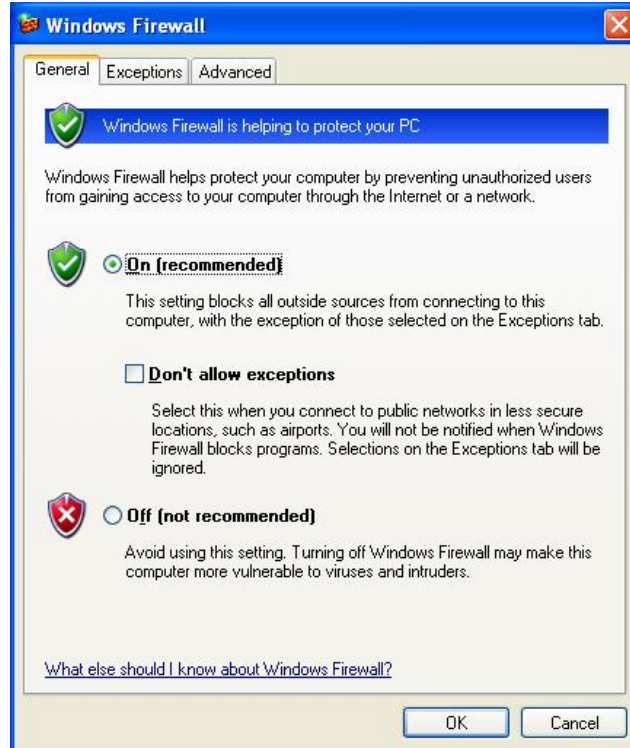 Windows Firewall
General
Exceptions
Advanced
Windows Firewall is helping to protect your PC
Windows Firewall helps protect your computer by preventing unauthorized users
from gaining access to your computer through the Internet or a network.
On (recommended)
This setting blocks all outside sources from connecting to this
computer, with the exception of those selected on the Exceptions tab.
Don't allow exceptions
Select this when you connect to public networks in less secure
locations, such as airports. You will not be notified when Windows
Firewall blocks programs. Selections on the Exceptions tab will be
ignored.
Off (not recommended)
Avoid using this setting. Turning off Windows Firewall may make this
computer more vulnerable to viruses and intruders.
What else should I know about Windows Firewall?
OK
Cancel